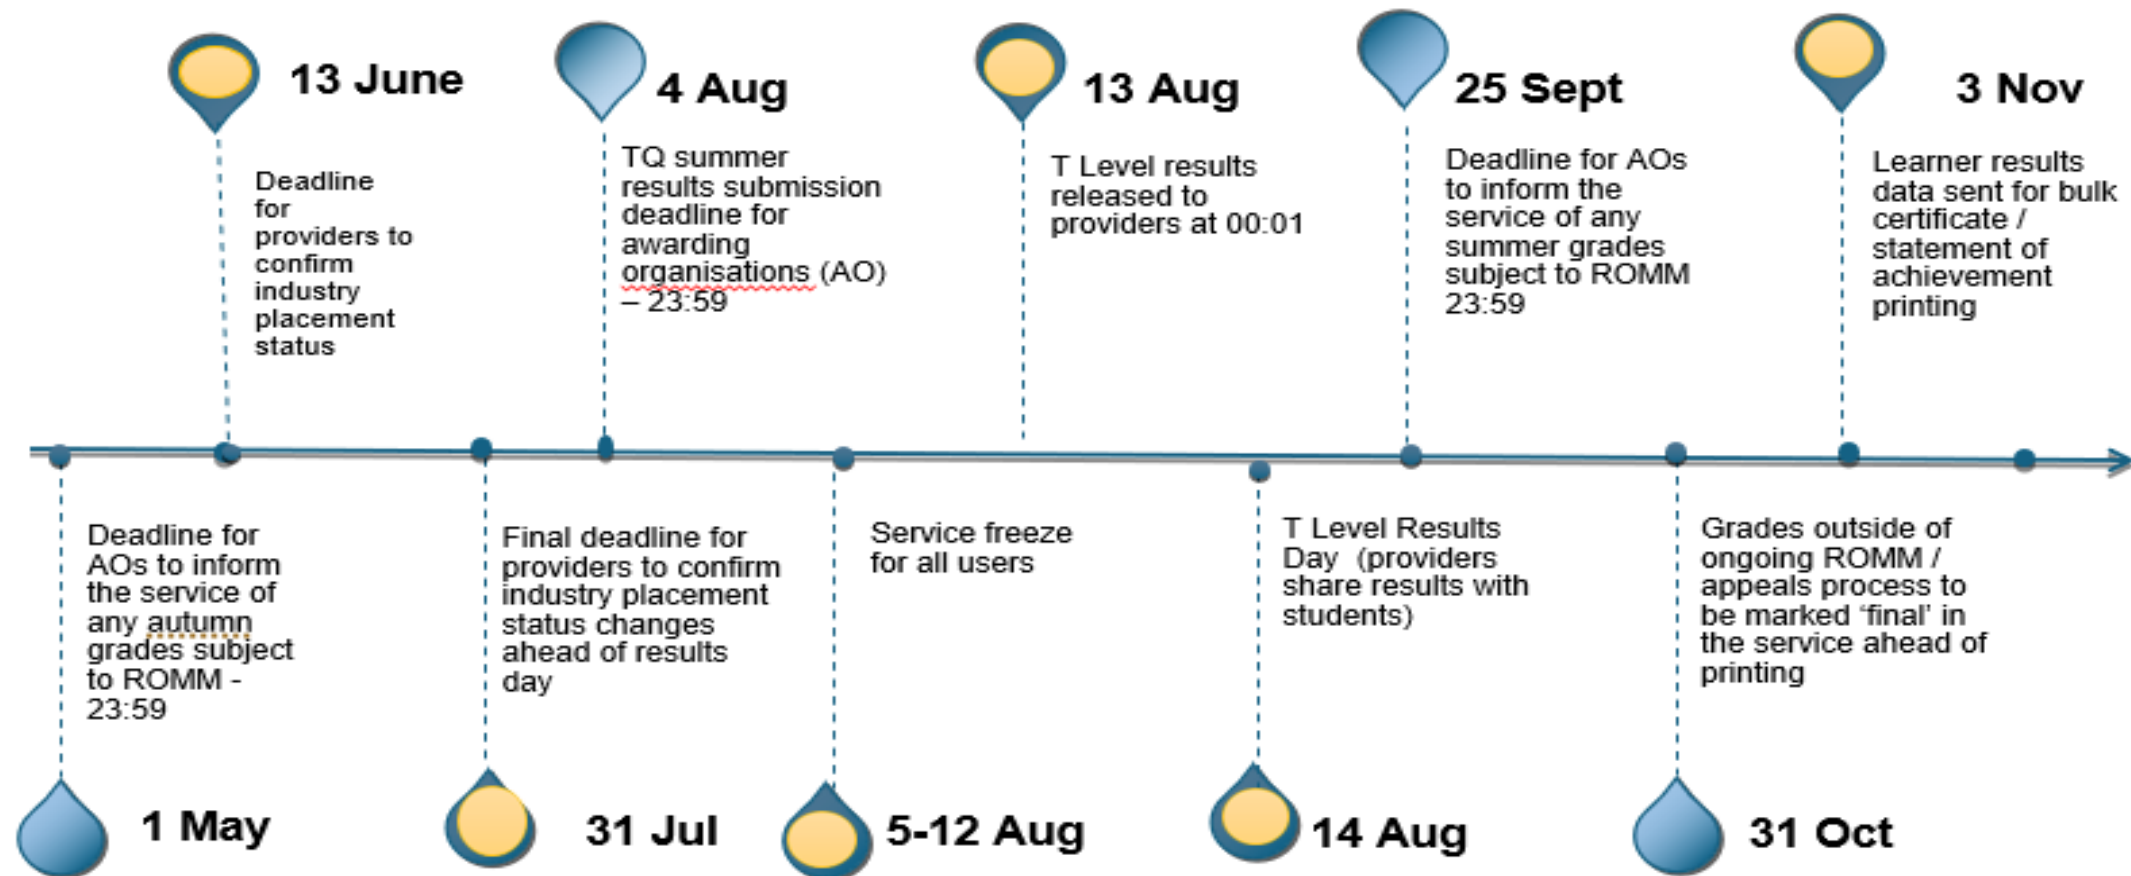 13 June
Deadline
for
providers to
confirm
industry
placement
status
4 Aug
TQ summer
results submission
deadline for
awarding
organisations (AO)
– 23:59
13 Aug
T Level results
released to
providers at 00:01
25 Sept
Deadline for AOs
to inform the
service of any
summer grades
subject to ROMM
23:59
3 Nov
Learner results
data sent for bulk
certificate /
statement of
achievement
printing
Deadline for
AOs to inform
the service of
any autumn
grades subject
to ROMM -
23:59
1 May
Final deadline for
providers to confirm
industry placement
status changes
ahead of results
day
31 Jul
Service freeze
for all users
5-12 Aug
T Level Results
Day (providers
share results with
students)
14 Aug
Grades outside of
ongoing ROMM /
appeals process to
be marked ‘final’ in
the service ahead of
printing
31 Oct